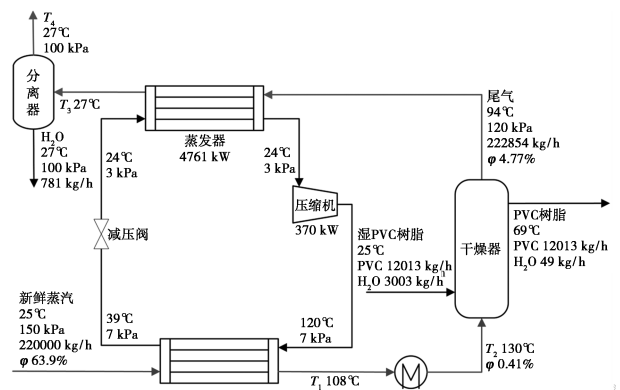 T₄
27℃
100 kPa
分离器
T₃ 27℃
H₂O
27℃
100 kPa
781 kg/h
蒸发器
4761 kW
24℃
3 kPa
24℃
3 kPa
尾气
94℃
120 kPa
222854 kg/h
φ 4.77%
减压阀
压缩机
370 kW
湿PVC树脂
25℃
PVC 12013 kg/h
H₂O 3003 kg/h
干燥器
PVC树脂
69℃
PVC 12013 kg/h
H₂O 49 kg/h
新鲜蒸汽
25℃
150 kPa
220000 kg/h
φ 63.9%
39℃
7 kPa
120℃
7 kPa
T₁ 108℃
M
T₂ 130℃
φ 0.41%